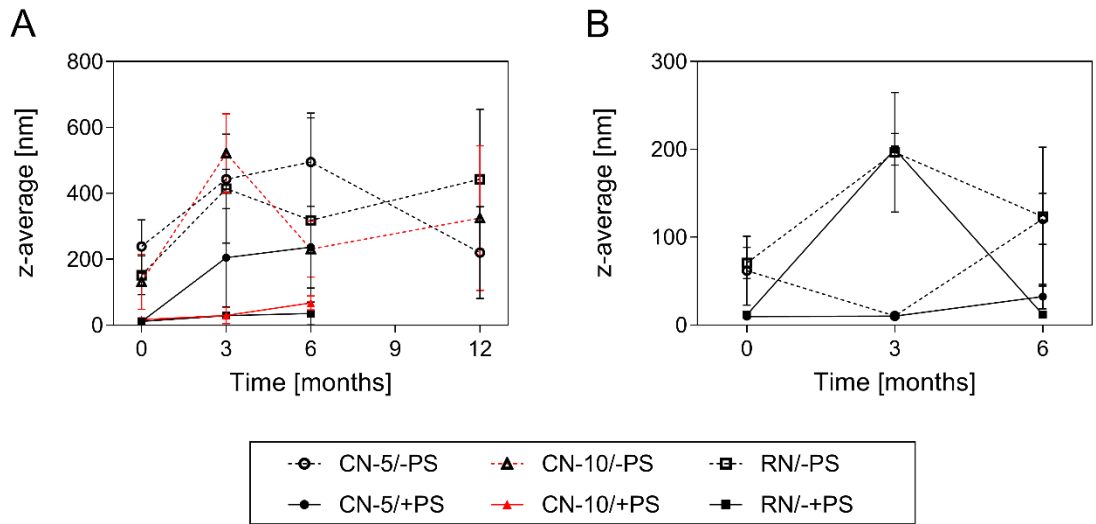 A
B
z-average [nm]
800
600
400
200
0
0 3 6 9 12
Time [months]
z-average [nm]
300
200
100
0
0 3 6
Time [months]
CN-5/-PS CN-10/-PS RN/-PS
CN-5/+PS CN-10/+PS RN/-+PS